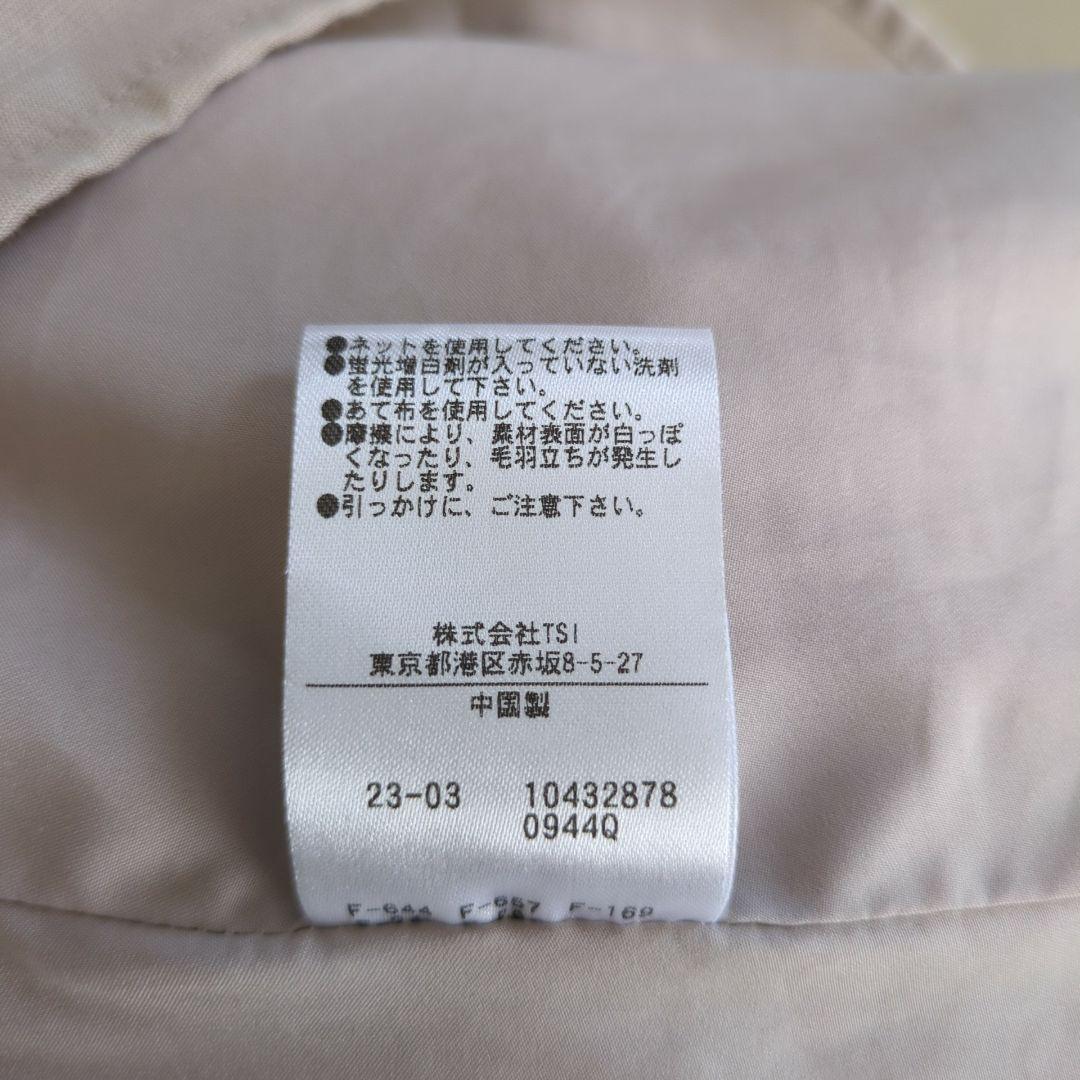 ●ネットを使用してください。
●蛍光増白剤が入っていない洗剤
を使用して下さい。
●あて布を使用してください。
●摩擦により、素材表面が白っぽ
くなったり、毛羽立ちが発生し
たりします。
●引っかけに、ご注意下さい。
株式会社TSI
東京都港区赤坂8-5-27
中国製
23-03 10432878
0944Q
F-644 F-667 F-169